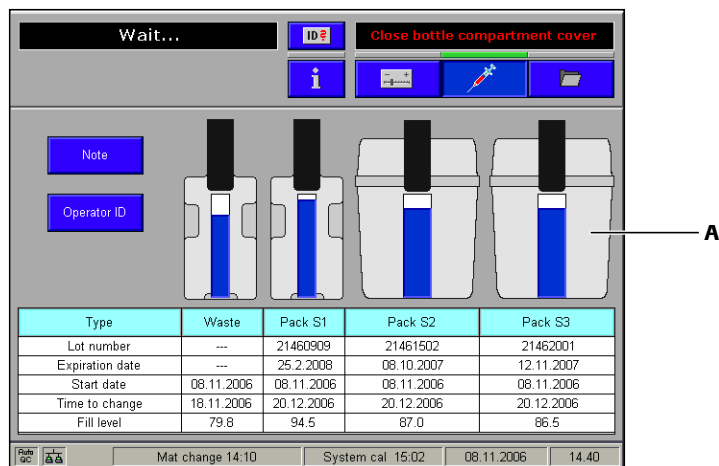 Wait...
ID?
Close bottle compartment cover
i
Note
Operator ID
A
Type Waste Pack S1 Pack S2 Pack S3
Lot number --- 21460909 21461502 21462001
Expiration date --- 25.2.2008 08.10.2007 12.11.2007
Start date 08.11.2006 08.11.2006 08.11.2006 08.11.2006
Time to change 18.11.2006 20.12.2006 20.12.2006 20.12.2006
Fill level 79.8 94.5 87.0 86.5
Auto QC Mat change 14:10 System cal 15:02 08.11.2006 14.40